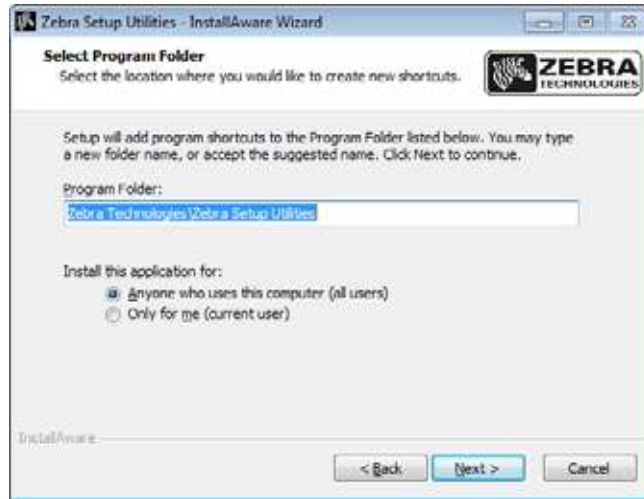 Zebra Setup Utilities - InstallAware Wizard
Select Program Folder
Select the location where you would like to create new shortcuts.
ZEBRA
TECHNOLOGIES
Setup will add program shortcuts to the Program Folder listed below. You may type
a new folder name, or accept the suggested name. Click Next to continue.
Program Folder:
Zebra Technologies\Zebra Setup Utilities
Install this application for:
Anyone who uses this computer (all users)
Only for me (current user)
InstallAware
< Back
Next >
Cancel